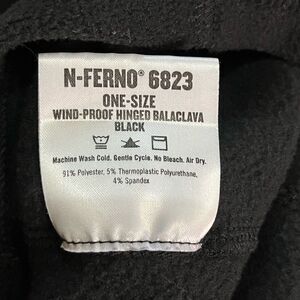 N-FERNO® 6823
ONE-SIZE
WIND-PROOF HINGED BALACLAVA
BLACK
Machine Wash Cold. Gentle Cycle. No Bleach. Air Dry.
91% Polyester, 5% Thermoplastic Polyurethane,
4% Spandex